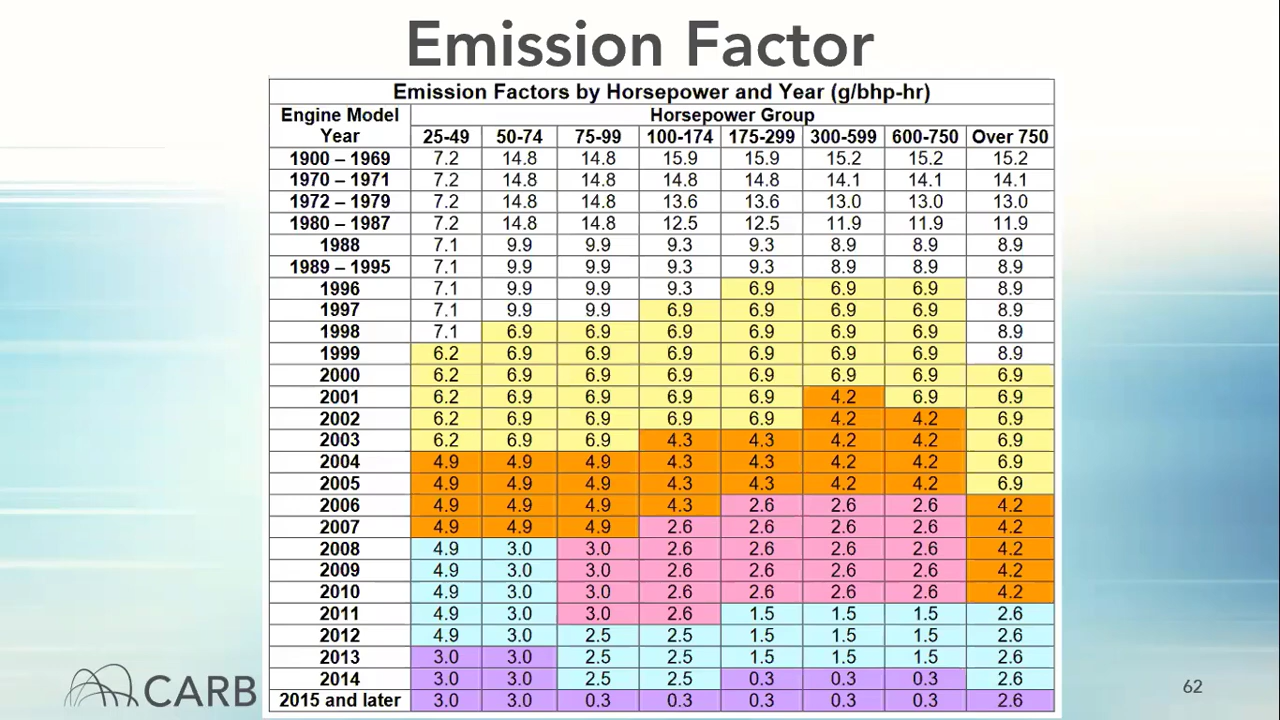 Emission Factor
Emission Factors by Horsepower and Year (g/bhp-hr)
Engine Model Year Horsepower Group
25-49 50-74 75-99 100-174 175-299 300-599 600-750 Over 750
1900 – 1969 7.2 14.8 14.8 15.9 15.9 15.2 15.2 15.2
1970 – 1971 7.2 14.8 14.8 14.8 14.8 14.1 14.1 14.1
1972 – 1979 7.2 14.8 14.8 13.6 13.6 13.0 13.0 13.0
1980 – 1987 7.2 14.8 14.8 12.5 12.5 11.9 11.9 11.9
1988 7.1 9.9 9.9 9.3 9.3 8.9 8.9 8.9
1989 – 1995 7.1 9.9 9.9 9.3 9.3 8.9 8.9 8.9
1996 7.1 9.9 9.9 9.3 6.9 6.9 6.9 8.9
1997 7.1 9.9 9.9 6.9 6.9 6.9 6.9 8.9
1998 7.1 6.9 6.9 6.9 6.9 6.9 6.9 8.9
1999 6.2 6.9 6.9 6.9 6.9 6.9 6.9 8.9
2000 6.2 6.9 6.9 6.9 6.9 6.9 6.9 6.9
2001 6.2 6.9 6.9 6.9 6.9 4.2 6.9 6.9
2002 6.2 6.9 6.9 6.9 6.9 4.2 4.2 6.9
2003 6.2 6.9 6.9 4.3 4.3 4.2 4.2 6.9
2004 4.9 4.9 4.9 4.3 4.3 4.2 4.2 6.9
2005 4.9 4.9 4.9 4.3 4.3 4.2 4.2 6.9
2006 4.9 4.9 4.9 4.3 2.6 2.6 2.6 4.2
2007 4.9 4.9 4.9 2.6 2.6 2.6 2.6 4.2
2008 4.9 3.0 3.0 2.6 2.6 2.6 2.6 4.2
2009 4.9 3.0 3.0 2.6 2.6 2.6 2.6 4.2
2010 4.9 3.0 3.0 2.6 2.6 2.6 2.6 4.2
2011 4.9 3.0 3.0 2.6 1.5 1.5 1.5 2.6
2012 4.9 3.0 2.5 2.5 1.5 1.5 1.5 2.6
2013 3.0 3.0 2.5 2.5 1.5 1.5 1.5 2.6
2014 3.0 3.0 2.5 2.5 0.3 0.3 0.3 2.6
2015 and later 3.0 3.0 0.3 0.3 0.3 0.3 0.3 2.6
CARB
62